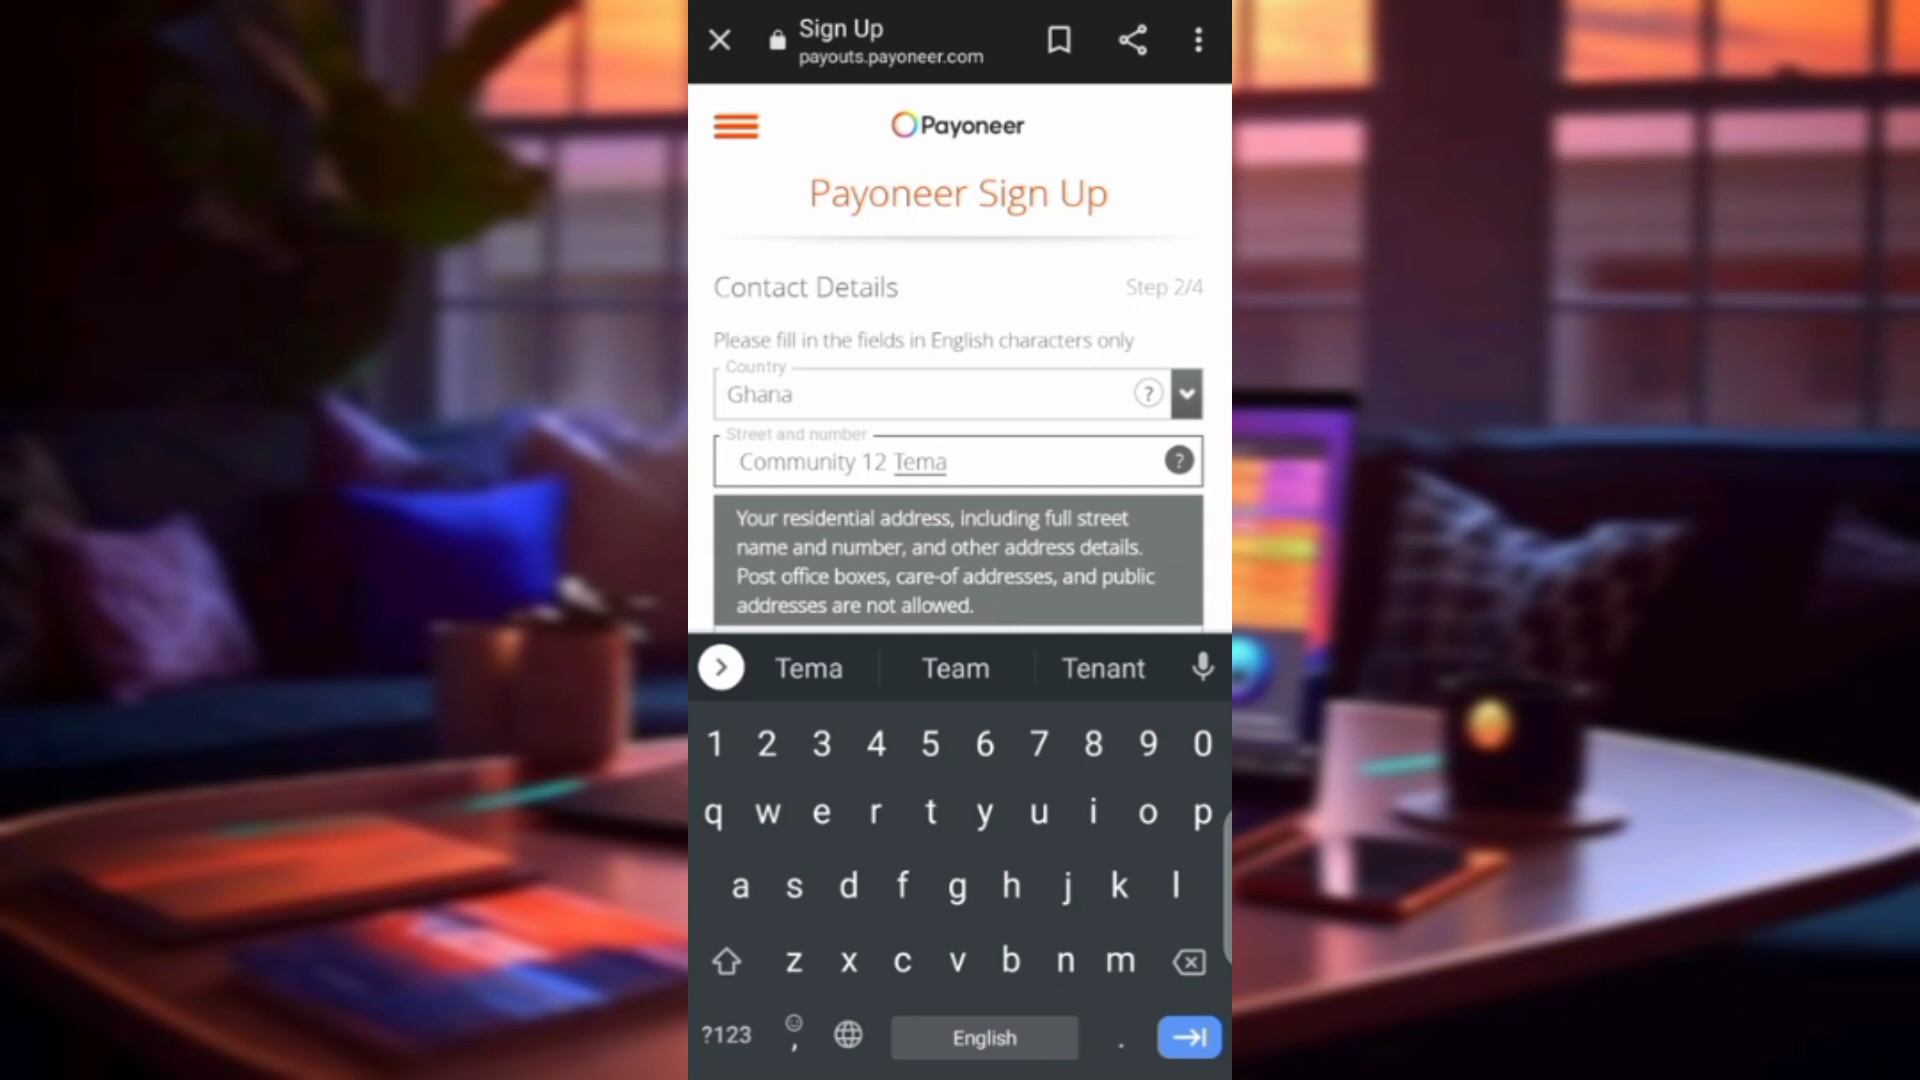 Sign Up
payouts.payoneer.com
Payoneer
Payoneer Sign Up
Contact Details Step 2/4
Please fill in the fields in English characters only
Country
Ghana ?
Street and number
Community 12 Tema ?
Your residential address, including full street
name and number, and other address details.
Post office boxes, care-of addresses, and public
addresses are not allowed.
Tema Team Tenant
1 2 3 4 5 6 7 8 9 0
q w e r t y u i o p
a s d f g h j k l
z x c v b n m
?123 , English .